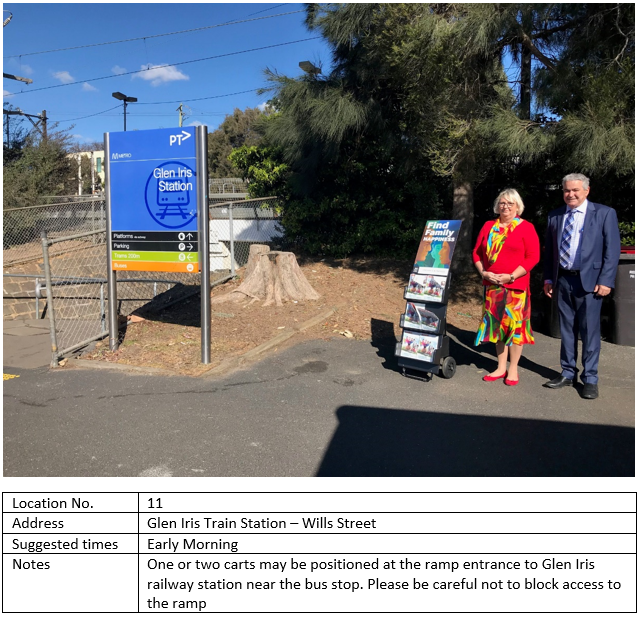 PT>
METRO
Glen Iris
Station
Platforms
Parking
Trams 200m
Buses
Find
Family
HAPPINESS
Location No. 11
Address Glen Iris Train Station – Wills Street
Suggested times Early Morning
Notes One or two carts may be positioned at the ramp entrance to Glen Iris
railway station near the bus stop. Please be careful not to block access to
the ramp